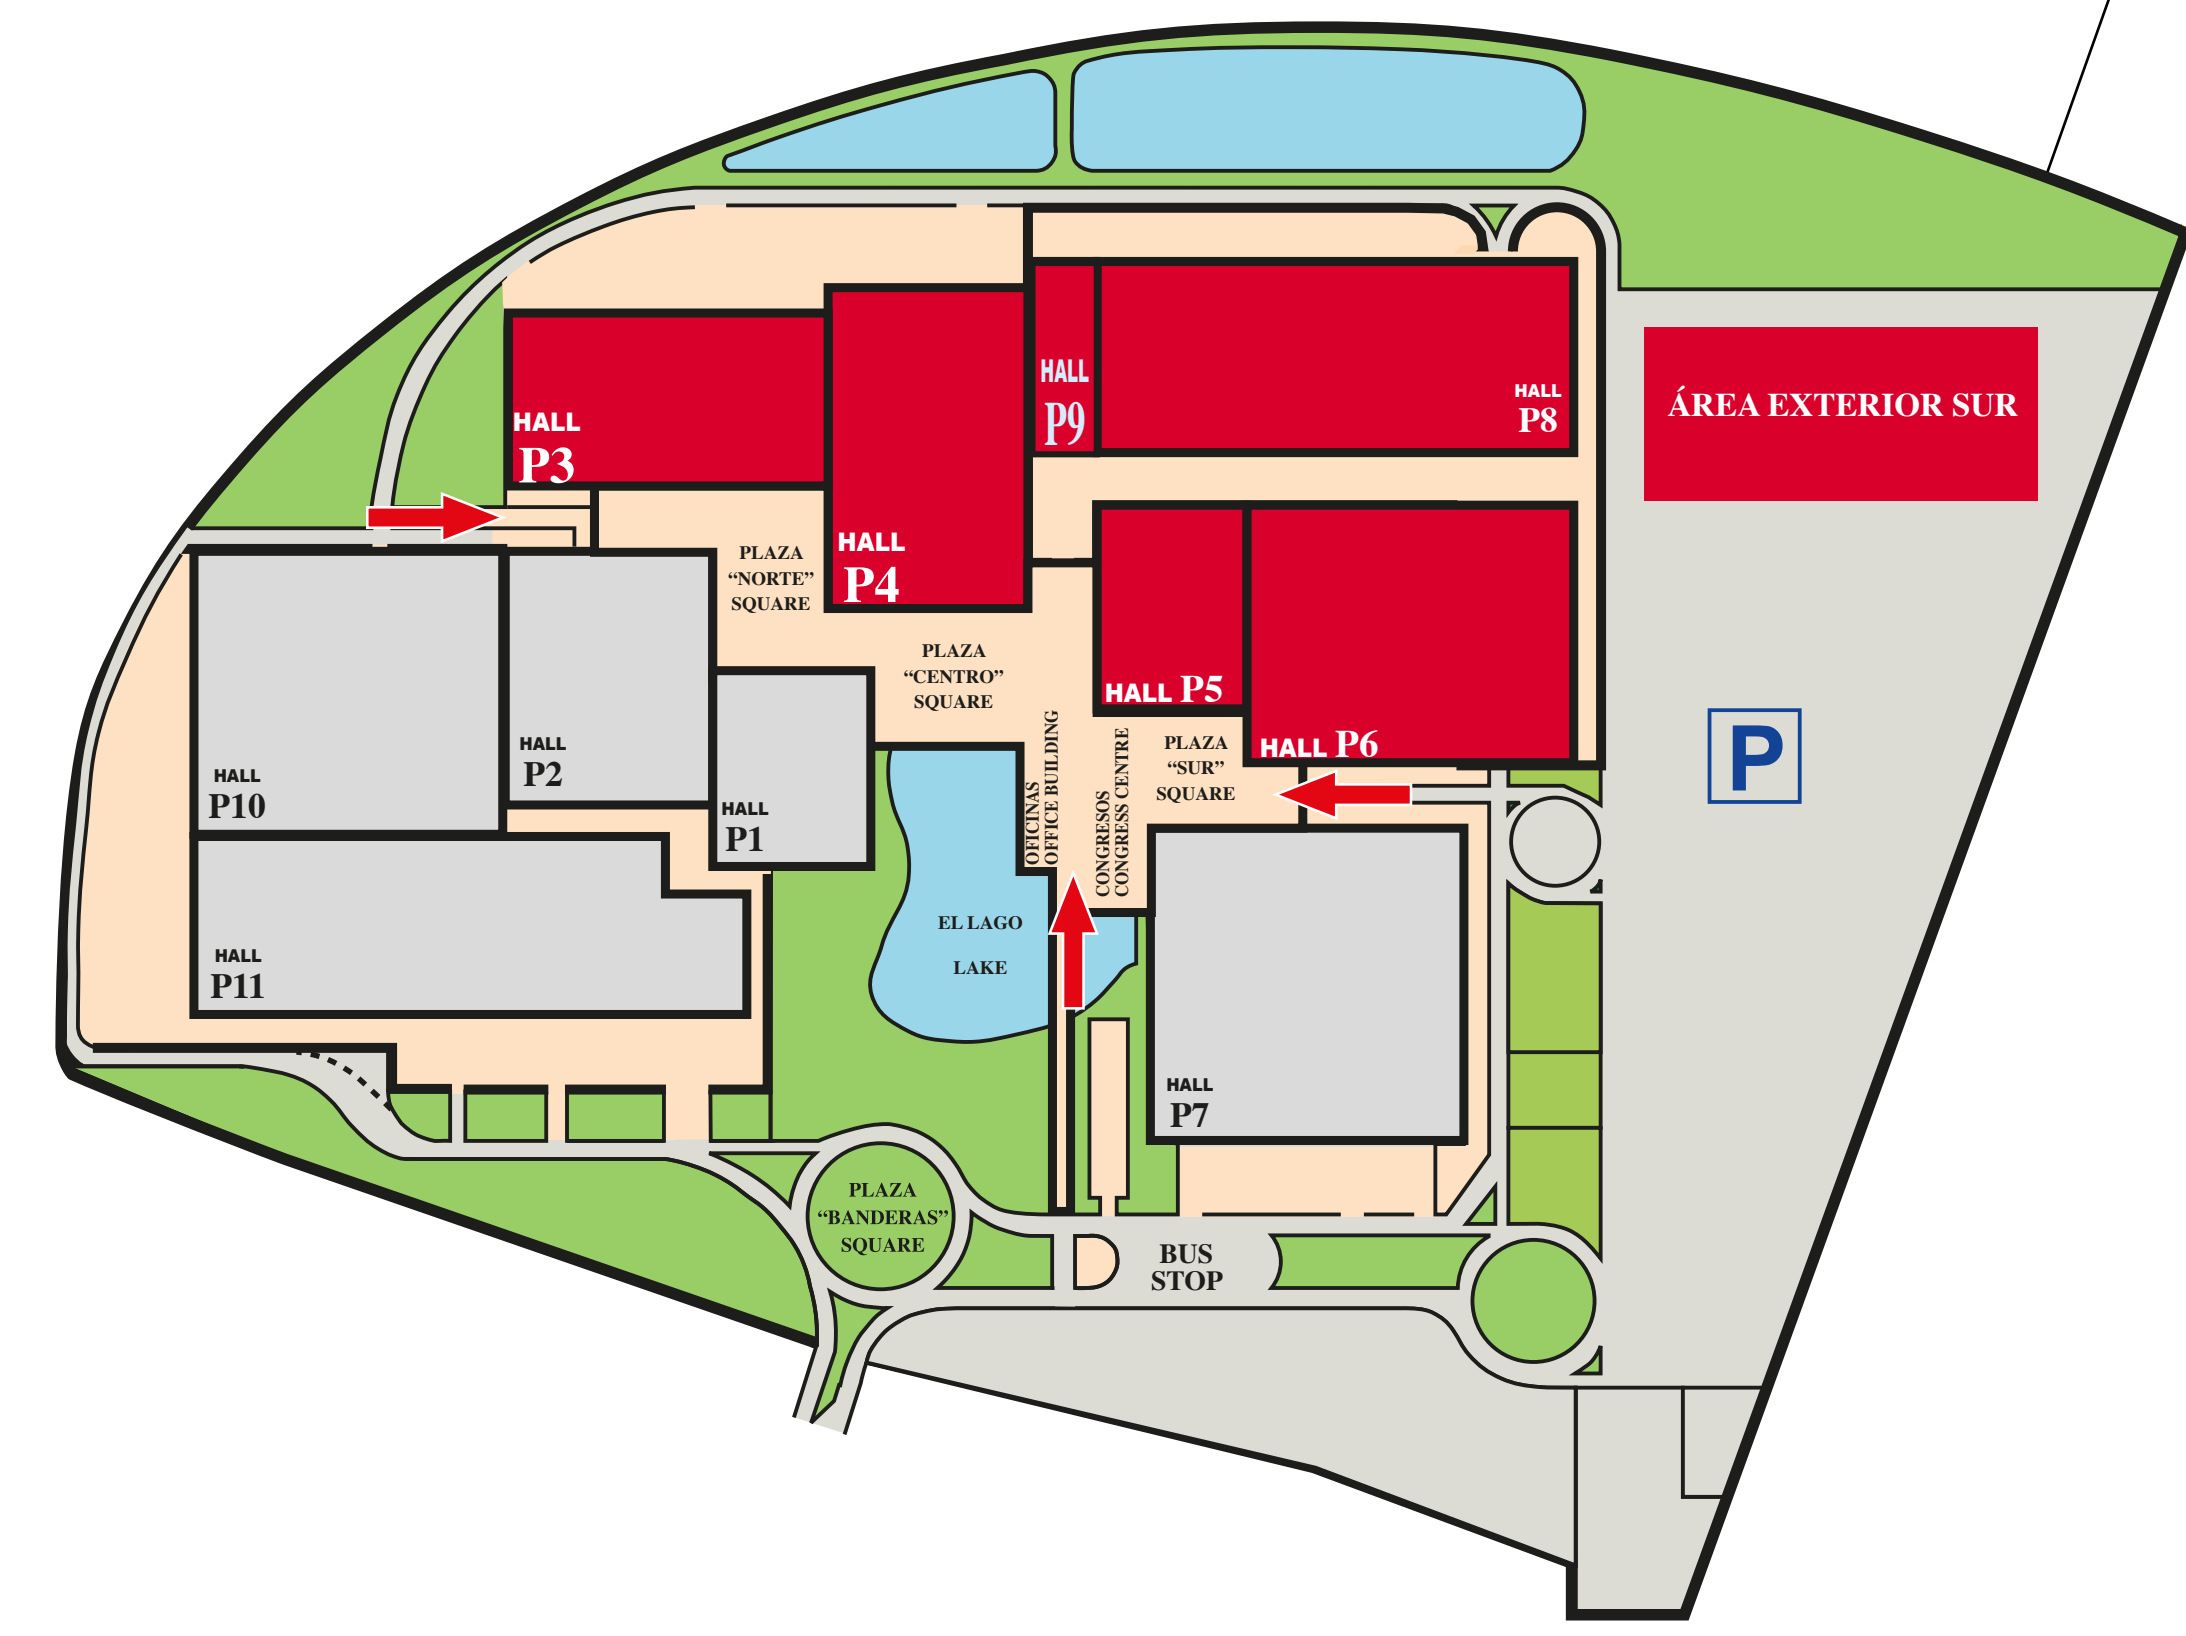 HALL
P9
HALL
P8
ÁREA EXTERIOR SUR
HALL
P3
HALL
P4
PLAZA
“NORTE”
SQUARE
PLAZA
“CENTRO”
SQUARE
HALL P5
HALL P6
PLAZA
“SUR”
SQUARE
OFICINAS
OFFICE BUILDING
CONGRESOS
CONGRESS CENTRE
P
HALL
P10
HALL
P2
HALL
P1
HALL
P11
EL LAGO
LAKE
HALL
P7
PLAZA
“BANDERAS”
SQUARE
BUS
STOP